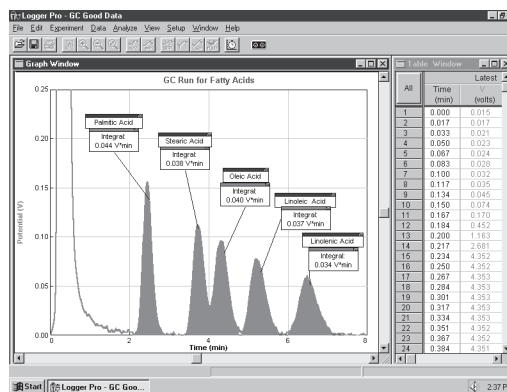 Logger Pro - GC Good Data
File Edit Experiment Data Analyze View Setup Window Help
Graph Window
GC Run for Fatty Acids
0.25
0.20
0.15
0.10
0.05
0.00
Potential (V)
0
2
4
6
8
Time (min)
Palmitic Acid
Integral:
0.044 V*min
Stearic Acid
Integral:
0.038 V*min
Oleic Acid
Integral:
0.040 V*min
Linoleic Acid
Integral:
0.037 V*min
Linolenic Acid
Integral:
0.034 V*min
Table Window
Latest
All
Time V
(min) (volts)
1 0.000 0.015
2 0.017 0.017
3 0.033 0.021
4 0.050 0.023
5 0.067 0.024
6 0.083 0.028
7 0.100 0.032
8 0.117 0.035
9 0.134 0.045
10 0.150 0.074
11 0.167 0.170
12 0.184 0.452
13 0.200 1.163
14 0.217 2.681
15 0.234 4.352
16 0.250 4.352
17 0.267 4.353
18 0.284 4.353
19 0.301 4.353
20 0.317 4.353
21 0.334 4.353
22 0.351 4.352
23 0.367 4.352
24 0.384 4.351
Start
Logger Pro - GC Goo...
2:37 P